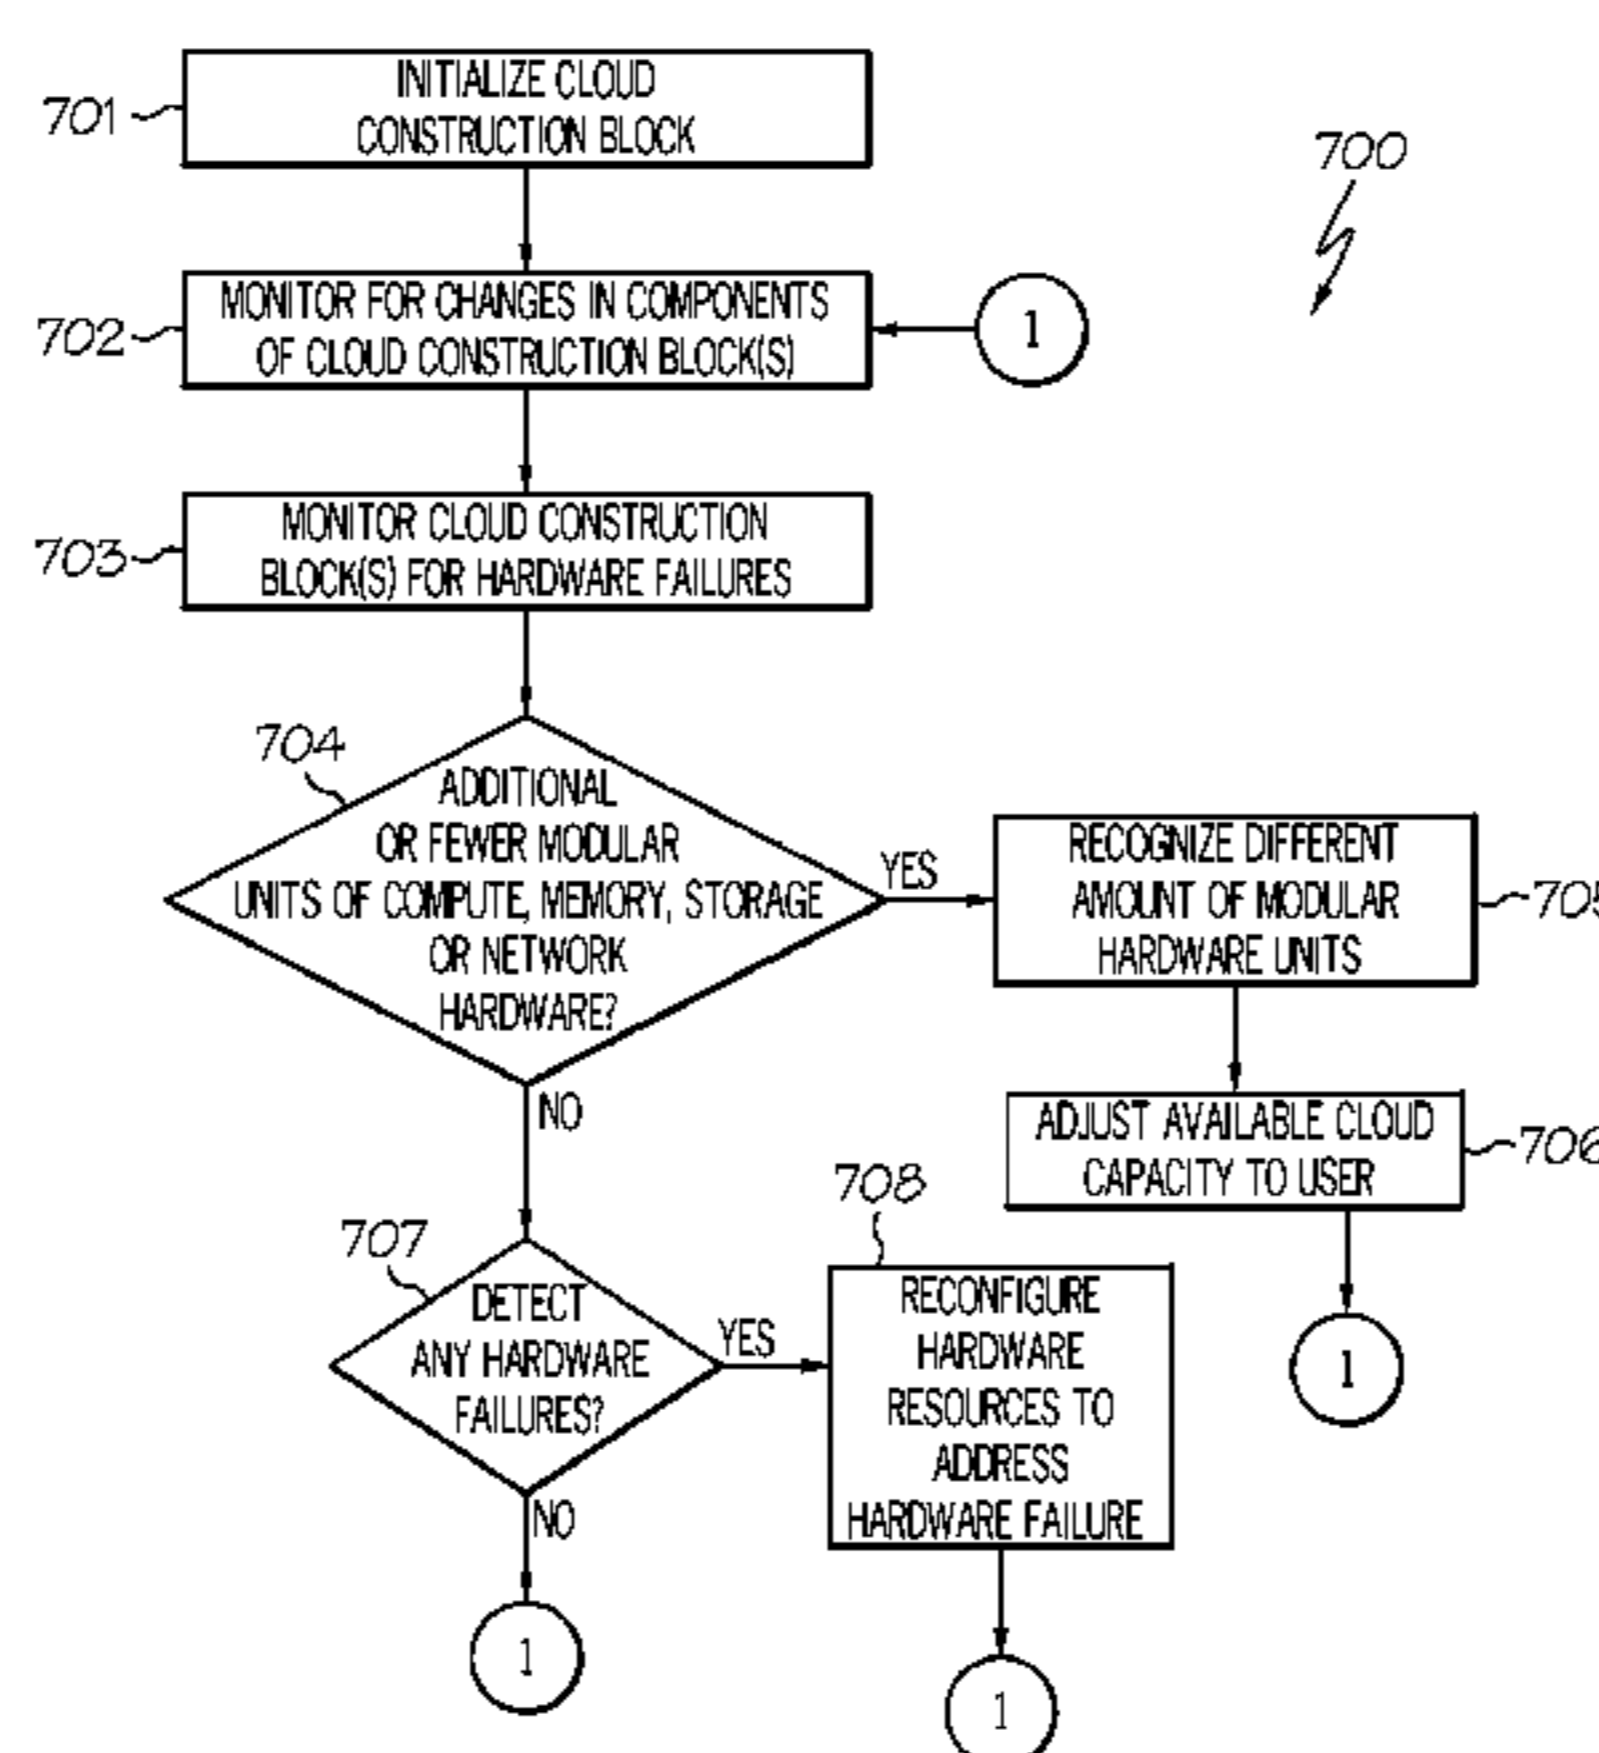 701
INITIALIZE CLOUD
CONSTRUCTION BLOCK
700
702
MONITOR FOR CHANGES IN COMPONENTS
OF CLOUD CONSTRUCTION BLOCK(S)
1
703
MONITOR CLOUD CONSTRUCTION
BLOCK(S) FOR HARDWARE FAILURES
704
ADDITIONAL
OR FEWER MODULAR
UNITS OF COMPUTE, MEMORY, STORAGE
OR NETWORK
HARDWARE?
YES
RECOGNIZE DIFFERENT
AMOUNT OF MODULAR
HARDWARE UNITS
705
NO
ADJUST AVAILABLE CLOUD
CAPACITY TO USER
706
1
707
DETECT
ANY HARDWARE
FAILURES?
YES
708
RECONFIGURE
HARDWARE
RESOURCES TO
ADDRESS
HARDWARE FAILURE
NO
1
1